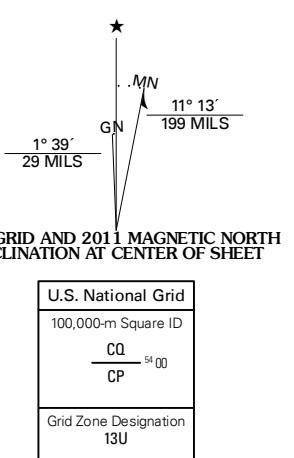 ★
MN
GN
11° 13´
199 MILS
1° 39´
29 MILS
GRID AND 2011 MAGNETIC NORTH
CLINATION AT CENTER OF SHEET
U.S. National Grid
100,000-m Square ID
CQ
54 00
CP
Grid Zone Designation
13U